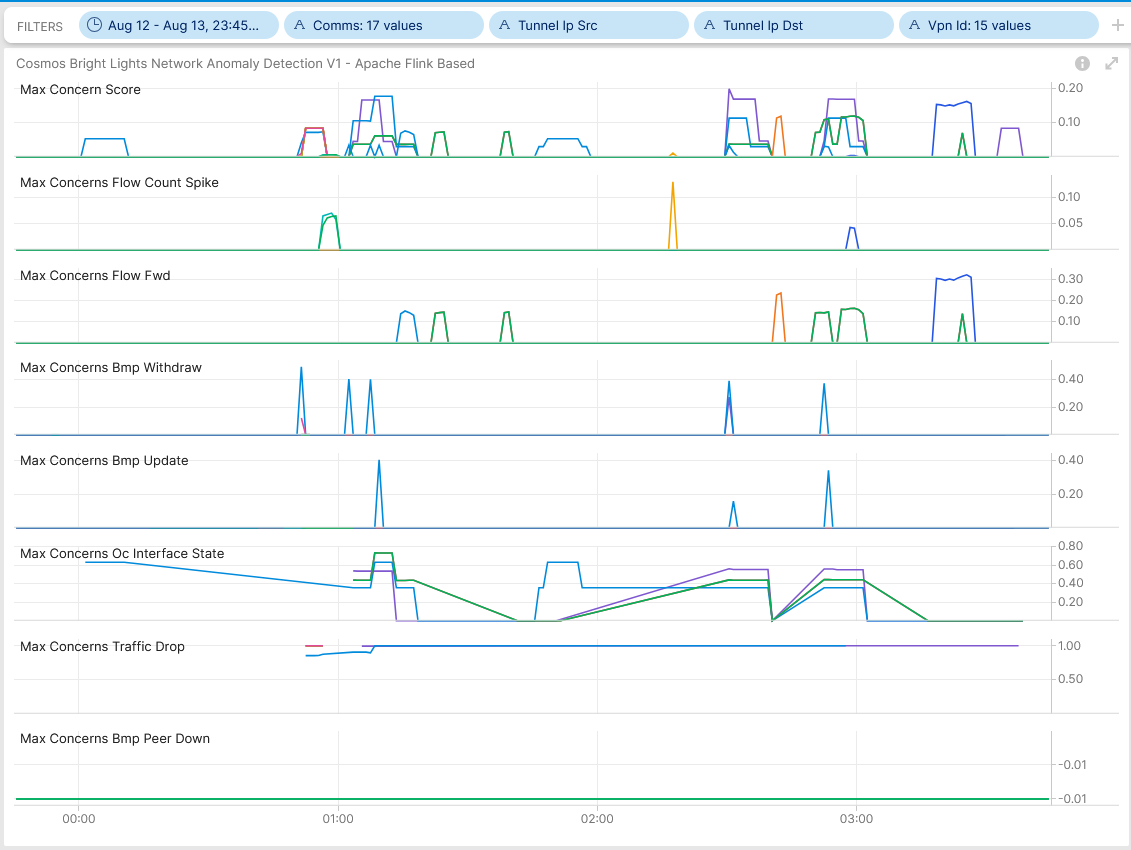 FILTERS
Aug 12 - Aug 13, 23:45...
Comms: 17 values
Tunnel Ip Src
Tunnel Ip Dst
Vpn Id: 15 values
Cosmos Bright Lights Network Anomaly Detection V1 - Apache Flink Based
Max Concern Score
0.20
0.10
Max Concerns Flow Count Spike
0.10
0.05
Max Concerns Flow Fwd
0.30
0.20
0.10
Max Concerns Bmp Withdraw
0.40
0.20
Max Concerns Bmp Update
0.40
0.20
Max Concerns Oc Interface State
0.80
0.60
0.40
0.20
Max Concerns Traffic Drop
1.00
0.50
Max Concerns Bmp Peer Down
-0.01
-0.01
00:00 01:00 02:00 03:00